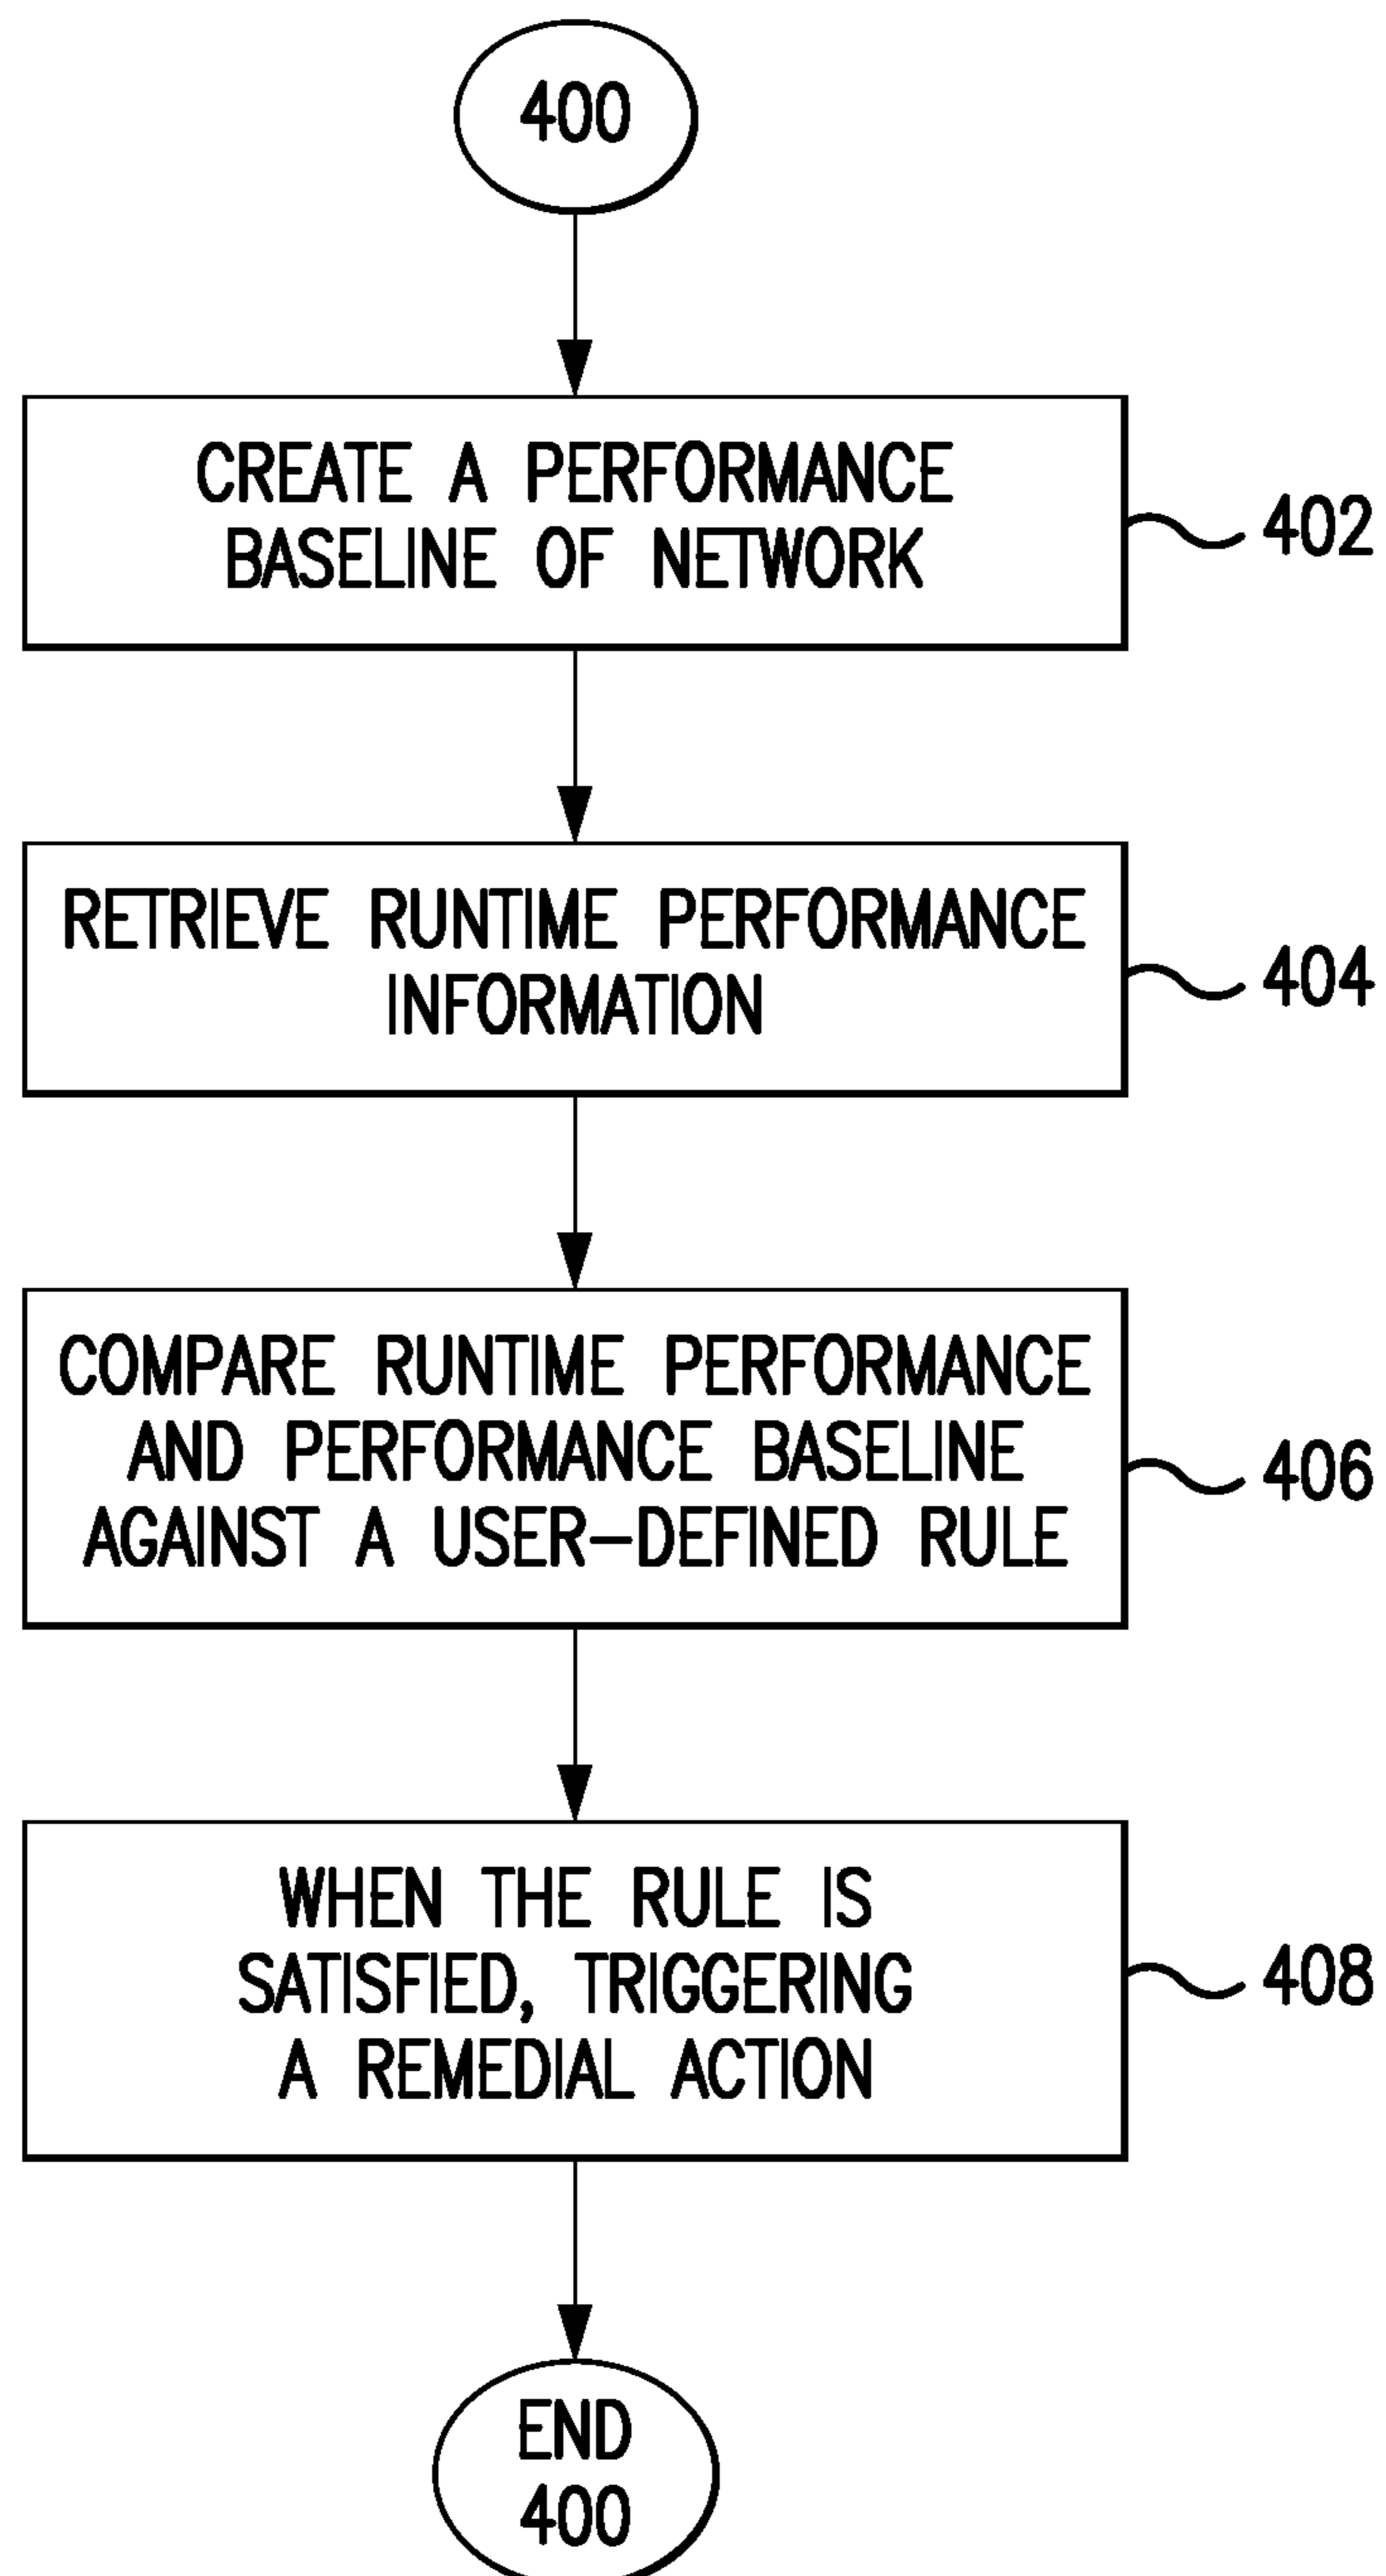 400
CREATE A PERFORMANCE
BASELINE OF NETWORK
402
RETRIEVE RUNTIME PERFORMANCE
INFORMATION
404
COMPARE RUNTIME PERFORMANCE
AND PERFORMANCE BASELINE
AGAINST A USER-DEFINED RULE
406
WHEN THE RULE IS
SATISFIED, TRIGGERING
A REMEDIAL ACTION
408
END
400